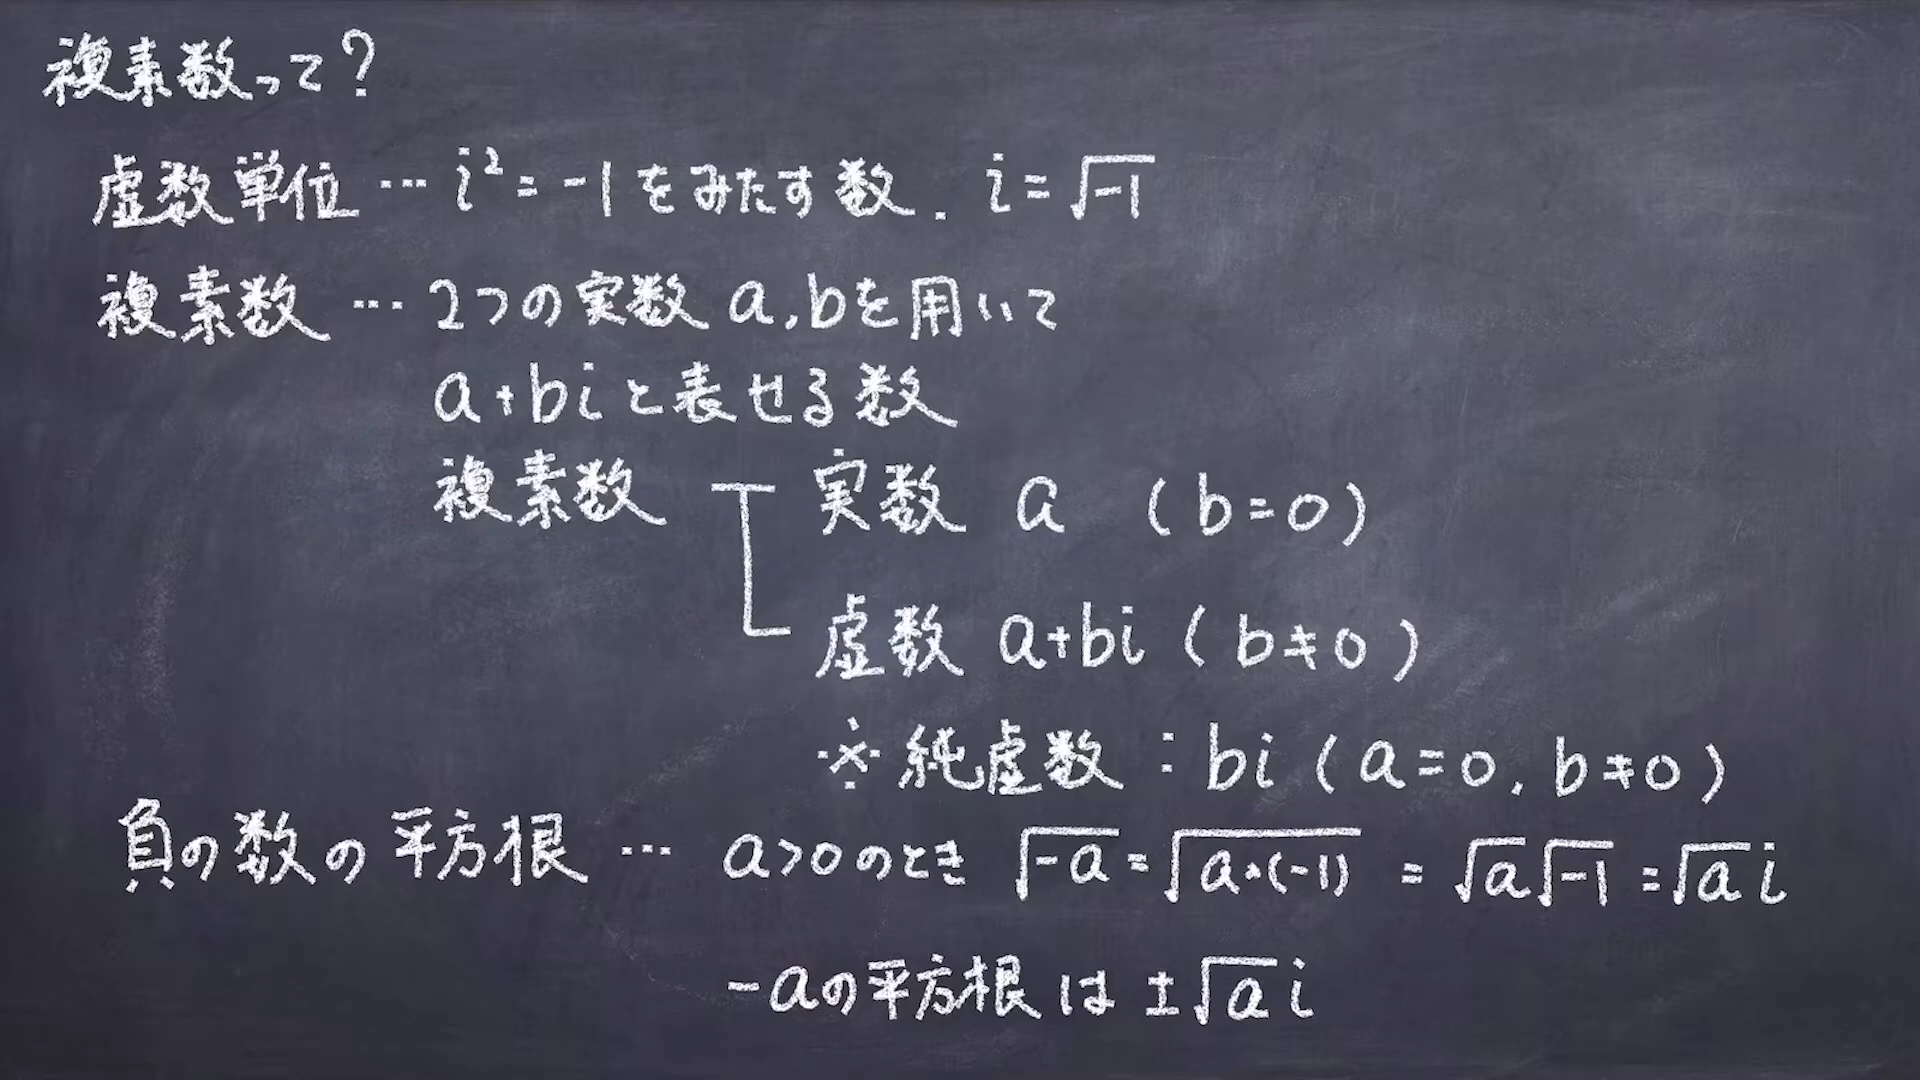 複素数って?
虚数単位 … i²=-1をみたす数. i=√-1
複素数 … 2つの実数 a,bを用いて
a+biと表せる数
複素数 実数 a (b=0)
虚数 a+bi (b≠0)
※純虚数:bi (a=0, b≠0)
負の数の平方根 … a>0のとき √-a=√a・(-1) =√a√-1 =√a i
-aの平方根は ±√a i